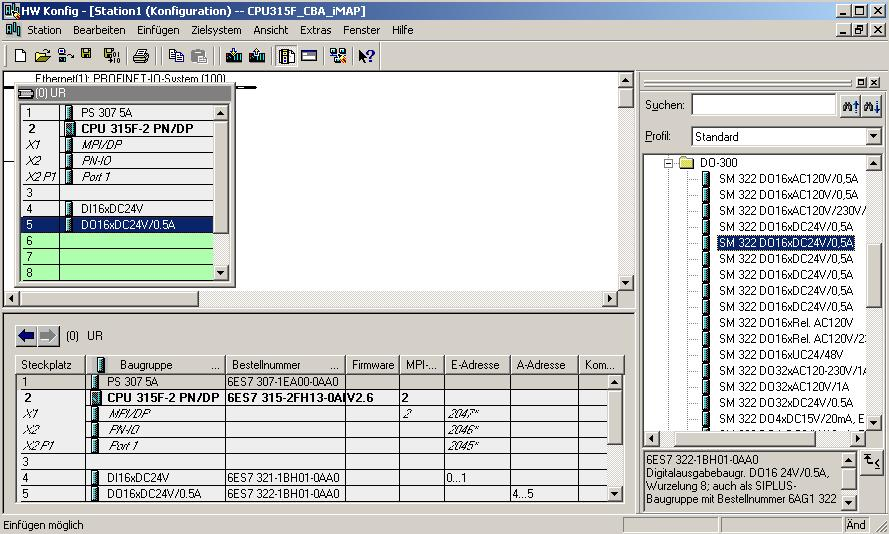 HW Konfig - [Station1 (Konfiguration) -- CPU315F_CBA_iMAP]
Station Bearbeiten Einfügen Zielsystem Ansicht Extras Fenster Hilfe
Ethernet(1): PROFINET-IO-System (100)
(0) UR
1 PS 307 5A
2 CPU 315F-2 PN/DP
X1 MPI/DP
X2 PN-IO
X2 P1 Port 1
3
4 DI16xDC24V
5 DO16xDC24V/0.5A
6
7
8
Suchen:
Profil: Standard
DO-300
SM 322 DO16xAC120V/0,5A
SM 322 DO16xAC120V/0,5A
SM 322 DO16xAC120V/230V/
SM 322 DO16xDC24V/0,5A
SM 322 DO16xDC24V/0,5A
SM 322 DO16xDC24V/0,5A
SM 322 DO16xDC24V/0,5A
SM 322 DO16xDC24V/0,5A
SM 322 DO16xDC24V/0,5A
SM 322 DO16xRel. AC120V
SM 322 DO16xRel. AC120V/23
SM 322 DO16xUC24/48V
SM 322 DO32xAC120-230V/1A
SM 322 DO32xAC120V/1A
SM 322 DO32xDC24V/0.5A
SM 322 DO4xDC15V/20mA, E
(0) UR
Steckplatz Baugruppe ... Bestellnummer ... Firmware MPI-... E-Adresse A-Adresse Kom...
1 PS 307 5A 6ES7 307-1EA00-0AA0
2 CPU 315F-2 PN/DP 6ES7 315-2FH13-0AB V2.6 2
X1 MPI/DP 2 2047*
X2 PN-IO 2046*
X2 P1 Port 1 2045*
3
4 DI16xDC24V 6ES7 321-1BH01-0AA0 0...1
5 DO16xDC24V/0.5A 6ES7 322-1BH01-0AA0 4...5
6ES7 322-1BH01-0AA0
Digitalausgabebaugr. DO16 24V/0.5A,
Wurzelung 8; auch als SIPLUS-
Baugruppe mit Bestellnummer 6AG1 322
Einfügen möglich
Änd